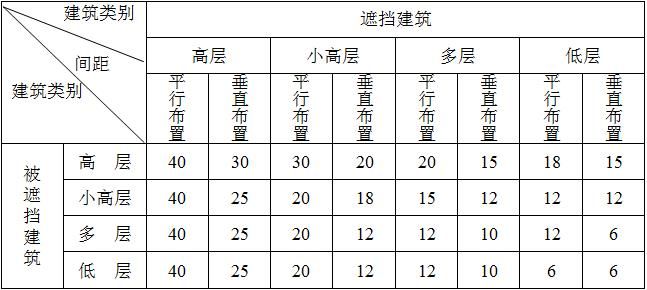 建筑类别
间距
建筑类别
遮挡建筑
高层 小高层 多层 低层
平行布置 垂直布置 平行布置 垂直布置 平行布置 垂直布置 平行布置 垂直布置
被遮挡建筑
高 层 40 30 30 20 20 15 18 15
小高层 40 25 20 18 15 12 12 12
多 层 40 25 20 12 12 10 12 6
低 层 40 25 20 12 12 10 6 6